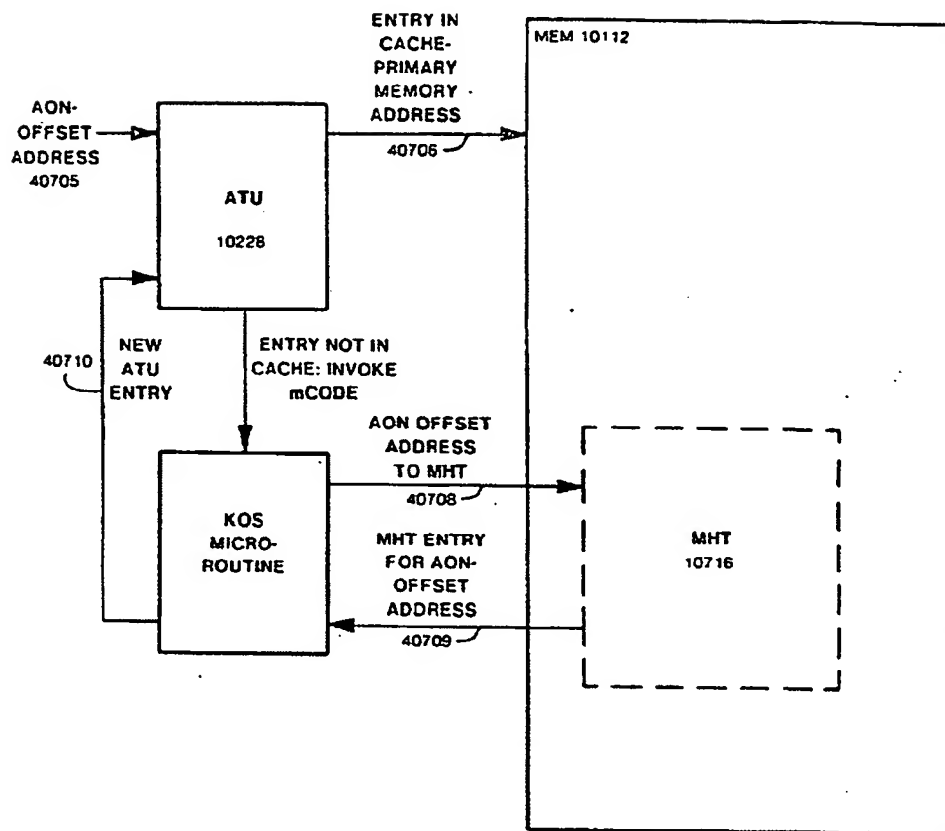 ENTRY IN
CACHE-
PRIMARY
MEMORY
ADDRESS
40706
MEM 10112
AON-
OFFSET
ADDRESS
40705
ATU
10228
40710
NEW
ATU
ENTRY
ENTRY NOT IN
CACHE: INVOKE
mCODE
AON OFFSET
ADDRESS
TO MHT
40708
KOS
MICRO-
ROUTINE
MHT ENTRY
FOR AON-
OFFSET
ADDRESS
40709
MHT
10716